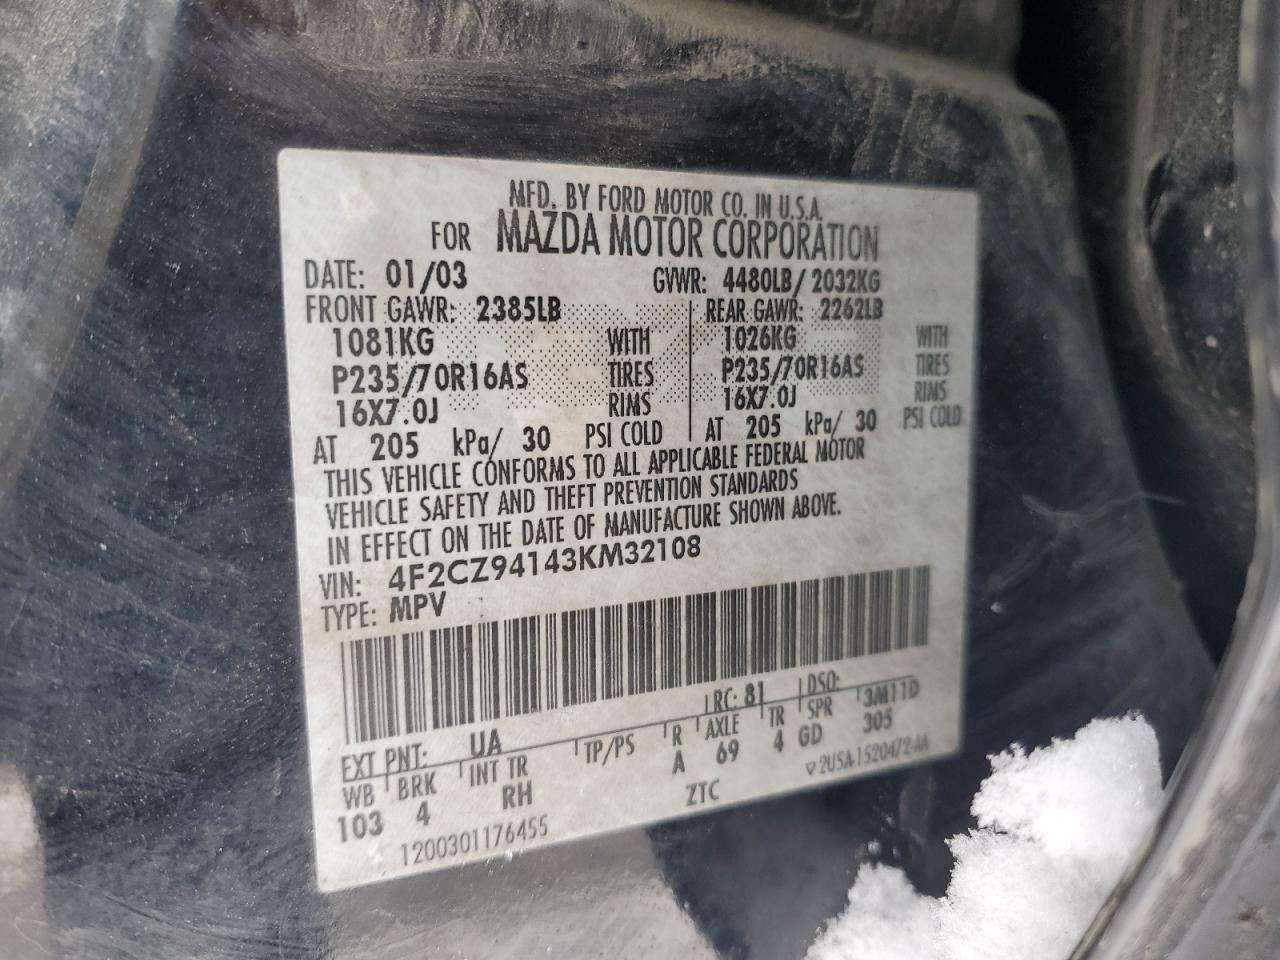 MFD. BY FORD MOTOR CO. IN U.S.A.
FOR MAZDA MOTOR CORPORATION
DATE: 01/03 GVWR: 4480LB/2032KG
FRONT GAWR: 2385LB REAR GAWR: 2262LB
1081KG WITH 1026KG WITH
P235/70R16AS TIRES P235/70R16AS TIRES
16X7.0J RIMS 16X7.0J RIMS
AT 205 kPa/ 30 PSI COLD AT 205 kPa/ 30 PSI COLD
THIS VEHICLE CONFORMS TO ALL APPLICABLE FEDERAL MOTOR
VEHICLE SAFETY AND THEFT PREVENTION STANDARDS
IN EFFECT ON THE DATE OF MANUFACTURE SHOWN ABOVE.
VIN: 4F2CZ94143KM32108
TYPE: MPV
EXT PNT: UA RC: 81 DSO:
WB BRK INT TR TP/PS R AXLE TR SPR 3M11D
103 4 RH A 69 4 GD 305
1200301176455 ZTC 2U5A-1520472-AA